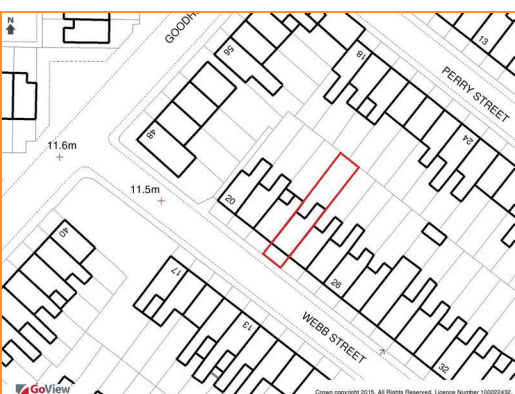 N
GOODH
56
18
13
PERRY STREET
24
48
11.6m
11.5m
20
40
17
26
13
WEBB STREET
32
GoView
Crown copyright 2015. All Rights Reserved. Licence Number 100022432.